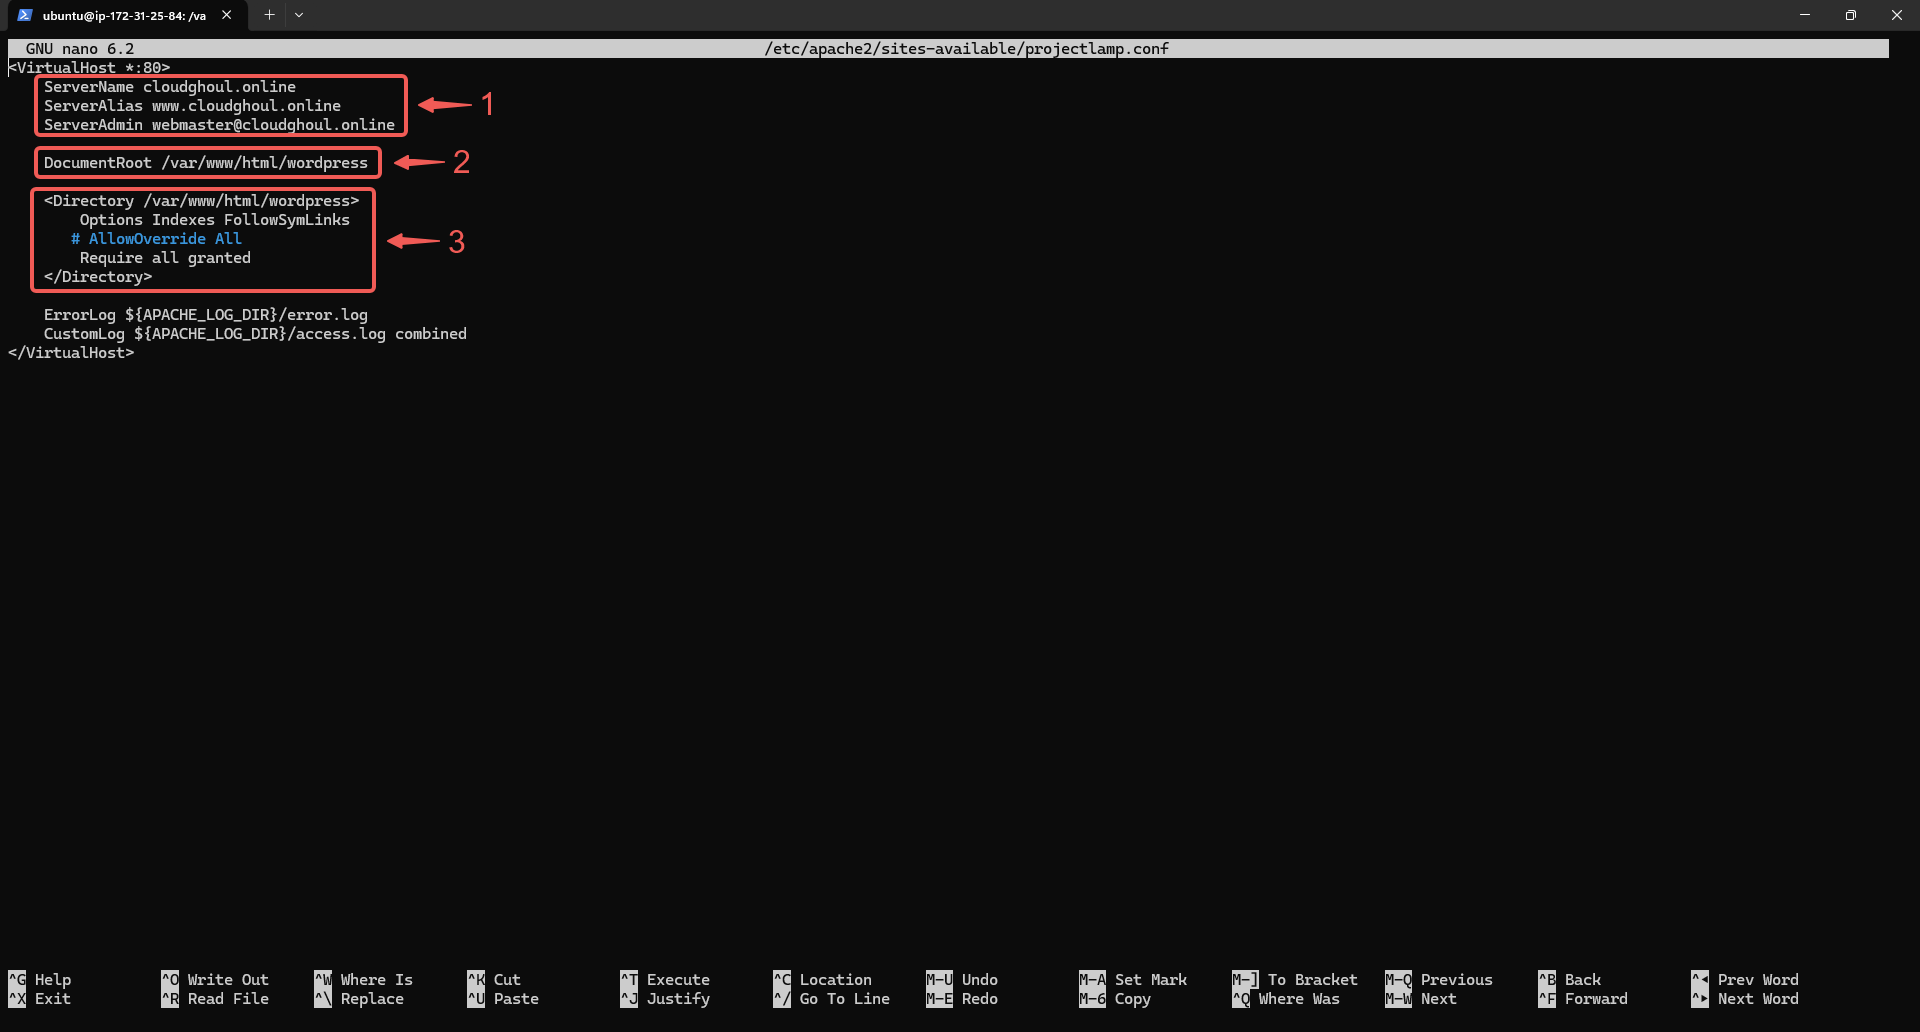 ubuntu@ip-172-31-25-84: /va
GNU nano 6.2 /etc/apache2/sites-available/projectlamp.conf
<VirtualHost *:80>
ServerName cloudghoul.online
ServerAlias www.cloudghoul.online
ServerAdmin webmaster@cloudghoul.online
1
DocumentRoot /var/www/html/wordpress
2
<Directory /var/www/html/wordpress>
Options Indexes FollowSymLinks
# AllowOverride All
Require all granted
</Directory>
3
ErrorLog ${APACHE_LOG_DIR}/error.log
CustomLog ${APACHE_LOG_DIR}/access.log combined
</VirtualHost>
^G Help ^O Write Out ^W Where Is ^K Cut ^T Execute ^C Location M-U Undo M-A Set Mark M-] To Bracket M-Q Previous ^B Back ^◂ Prev Word
^X Exit ^R Read File ^\ Replace ^U Paste ^J Justify ^/ Go To Line M-E Redo M-6 Copy ^Q Where Was M-W Next ^F Forward ^▸ Next Word